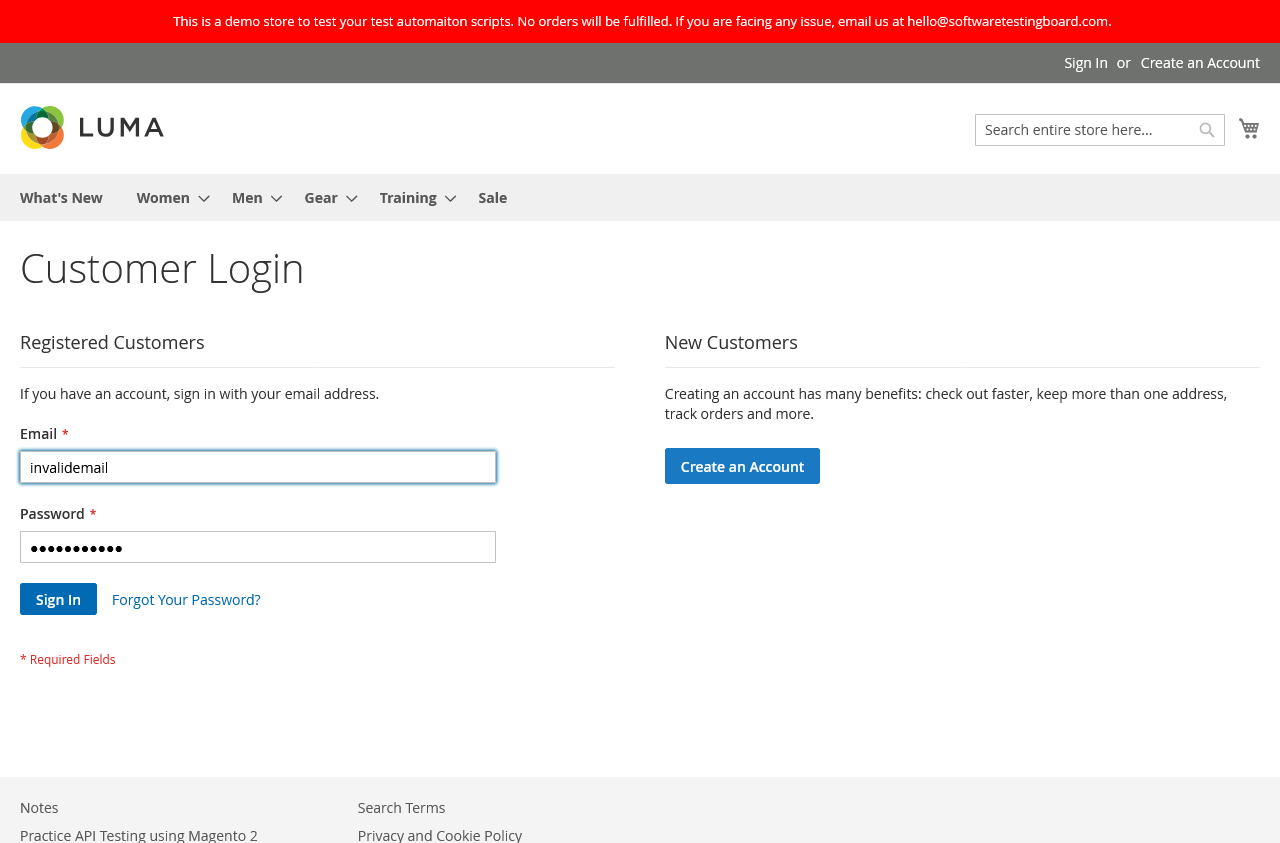 This is a demo store to test your test automaiton scripts. No orders will be fulfilled. If you are facing any issue, email us at hello@softwaretestingboard.com.
Sign In or Create an Account
LUMA
Search entire store here...
What's New Women Men Gear Training Sale
Customer Login
Registered Customers
If you have an account, sign in with your email address.
Email *
invalidemail
Password *
●●●●●●●●●●●
Sign In Forgot Your Password?
* Required Fields
New Customers
Creating an account has many benefits: check out faster, keep more than one address,
track orders and more.
Create an Account
Notes
Practice API Testing using Magento 2
Search Terms
Privacy and Cookie Policy